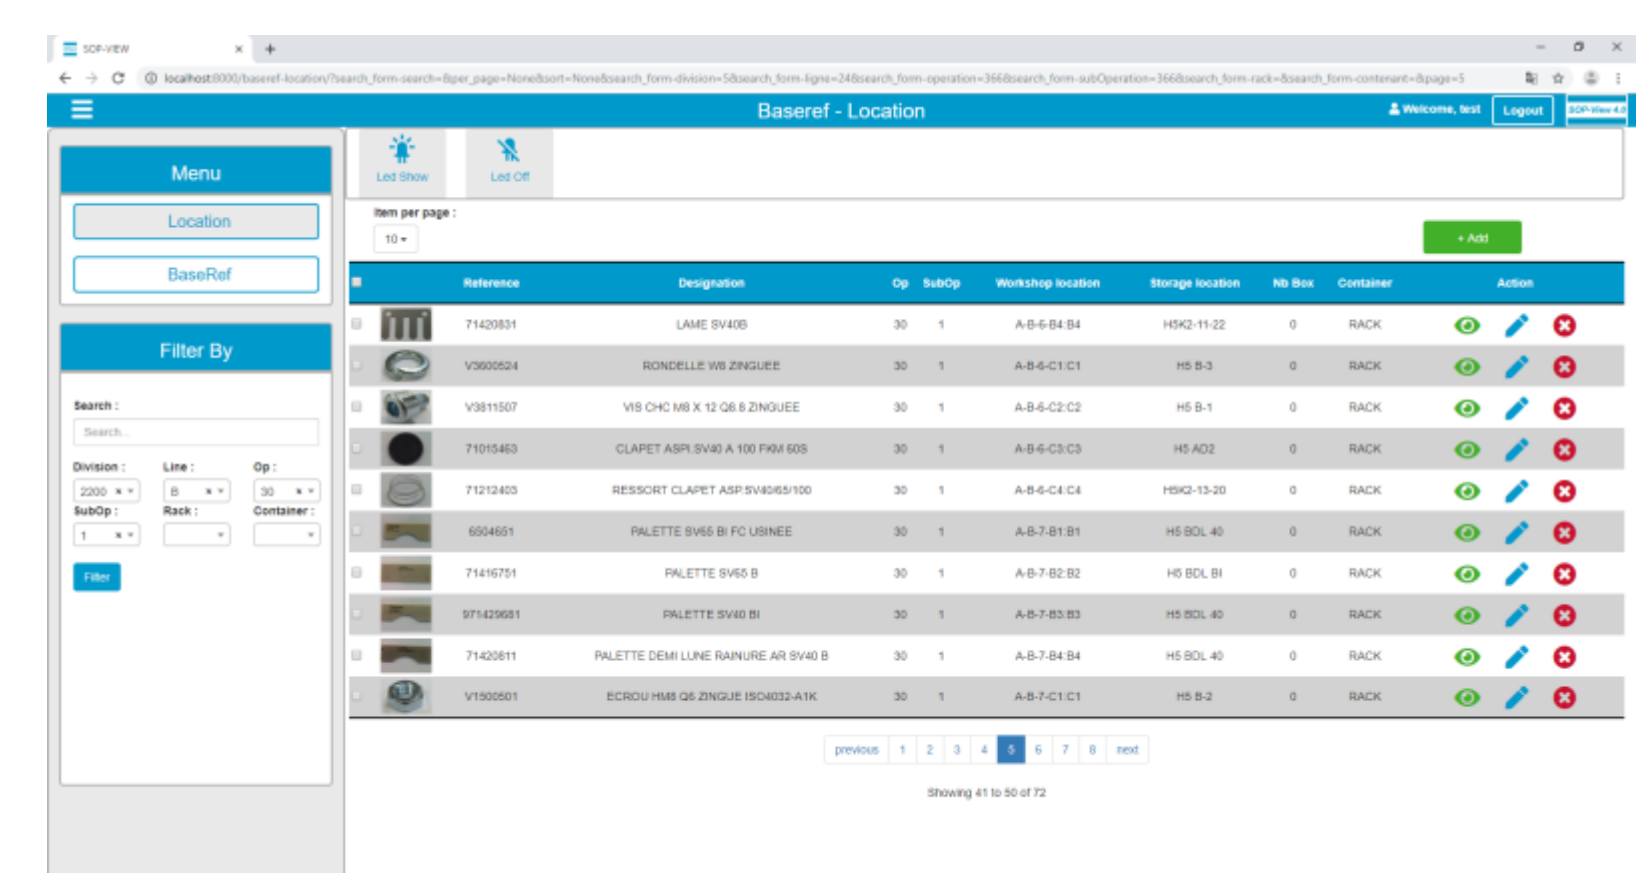 SOP-VIEW
localhost:8000/baseref-location/?search_form-search=&per_page=None&sort=None&search_form-division=5&search_form-ligne=24&search_form-operation=366&search_form-subOperation=366&search_form-rack=&search_form-contenant=&page=5
Baseref - Location
Welcome, test
Logout
SOP-View 4.0
Menu
Location
BaseRef
Filter By
Search :
Search...
Division : Line : Op :
2200 B 30
SubOp : Rack : Container :
1
Filter
Led Show Led Off
Item per page :
10
+ Add
Reference Designation Op SubOp Workshop location Storage location Nb Box Container Action
71420831 LAME SV40B 30 1 A-B-6-B4:B4 H5K2-11-22 0 RACK
V3600524 RONDELLE W8 ZINGUEE 30 1 A-B-6-C1:C1 H5 B-3 0 RACK
V3811507 VIS CHC M8 X 12 Q8.8 ZINGUEE 30 1 A-B-6-C2:C2 H5 B-1 0 RACK
71015463 CLAPET ASPI.SV40 A 100 FKM 60S 30 1 A-B-6-C3:C3 H5 AD2 0 RACK
71212403 RESSORT CLAPET ASP.SV40/65/100 30 1 A-B-6-C4:C4 H5K2-13-20 0 RACK
6504651 PALETTE SV65 BI FC USINEE 30 1 A-B-7-B1:B1 H5 BDL 40 0 RACK
71416751 PALETTE SV65 B 30 1 A-B-7-B2:B2 H5 BDL BI 0 RACK
971429681 PALETTE SV40 BI 30 1 A-B-7-B3:B3 H5 BDL 40 0 RACK
71420811 PALETTE DEMI LUNE RAINURE AR SV40 B 30 1 A-B-7-B4:B4 H5 BDL 40 0 RACK
V1500501 ECROU HM8 Q6 ZINGUE ISO4032-A1K 30 1 A-B-7-C1:C1 H5 B-2 0 RACK
previous 1 2 3 4 5 6 7 8 next
Showing 41 to 50 of 72